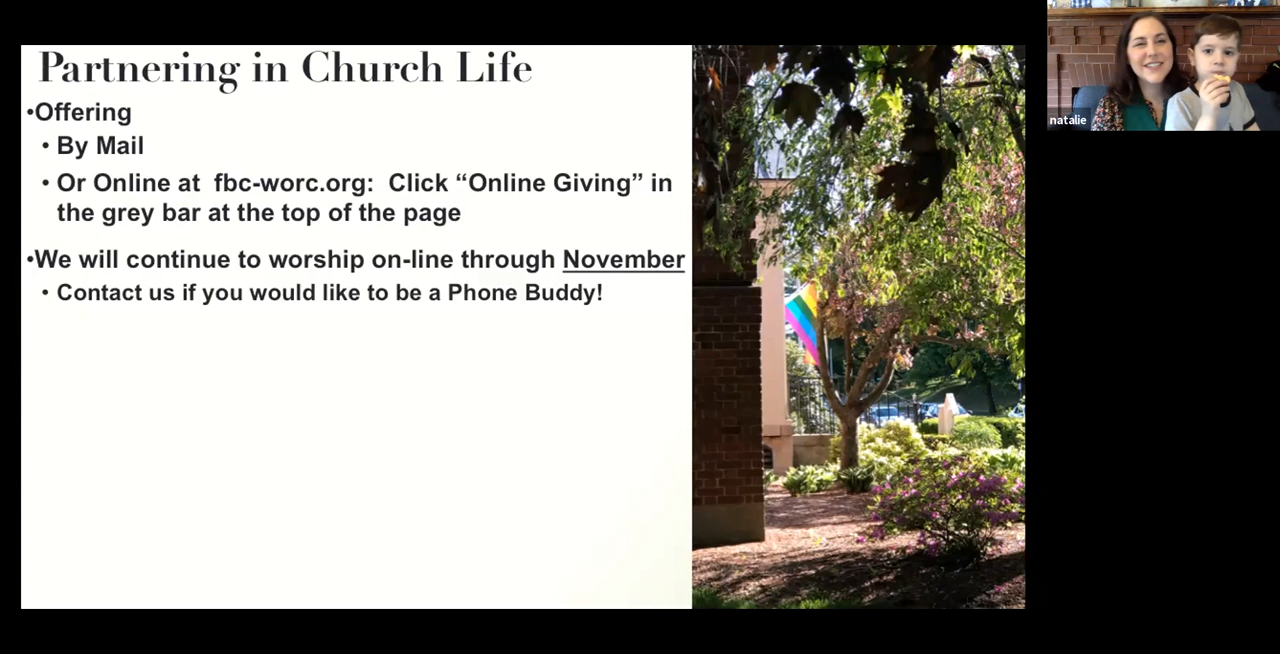 Partnering in Church Life
•Offering
• By Mail
• Or Online at fbc-worc.org: Click “Online Giving” in
the grey bar at the top of the page
•We will continue to worship on-line through November
• Contact us if you would like to be a Phone Buddy!
natalie